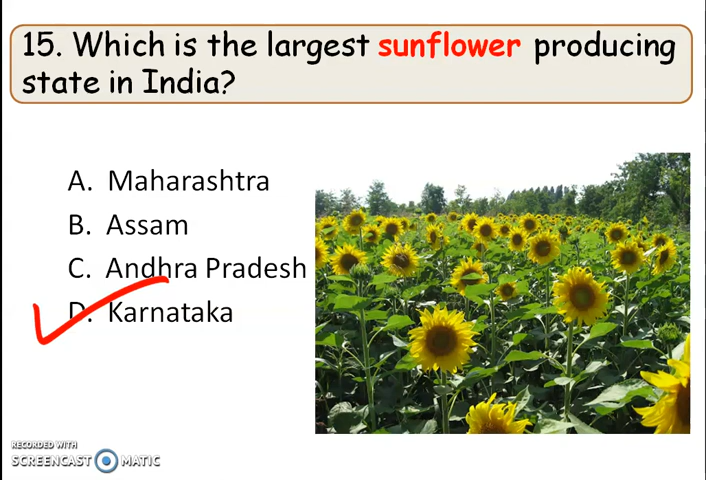 15. Which is the largest sunflower producing
state in India?
A. Maharashtra
B. Assam
C. Andhra Pradesh
D. Karnataka
RECORDED WITH
SCREENCAST MATIC